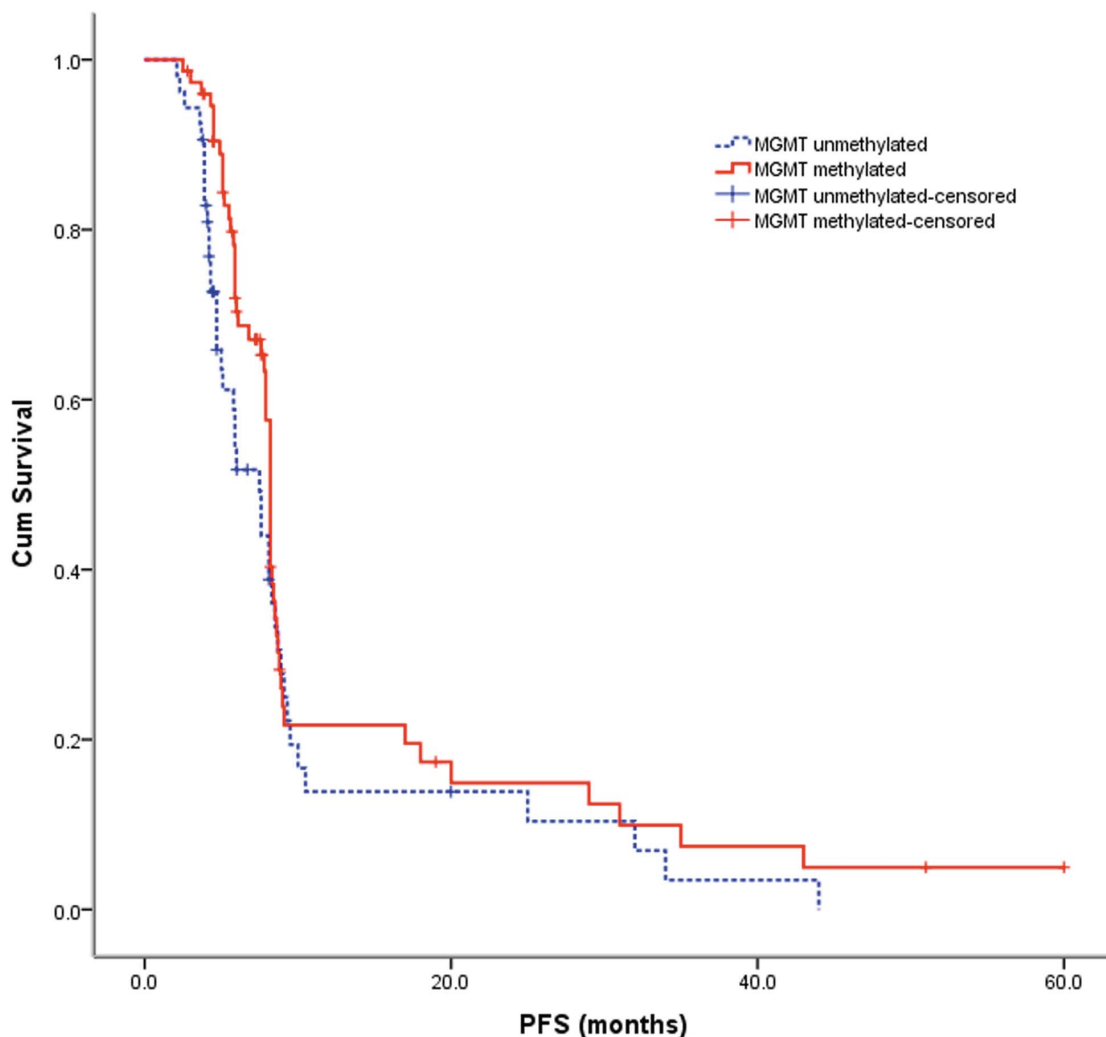 1.0
0.8
0.6
0.4
0.2
0.0
Cum Survival
MGMT unmethylated
MGMT methylated
MGMT unmethylated-censored
MGMT methylated-censored
0.0 20.0 40.0 60.0
PFS (months)